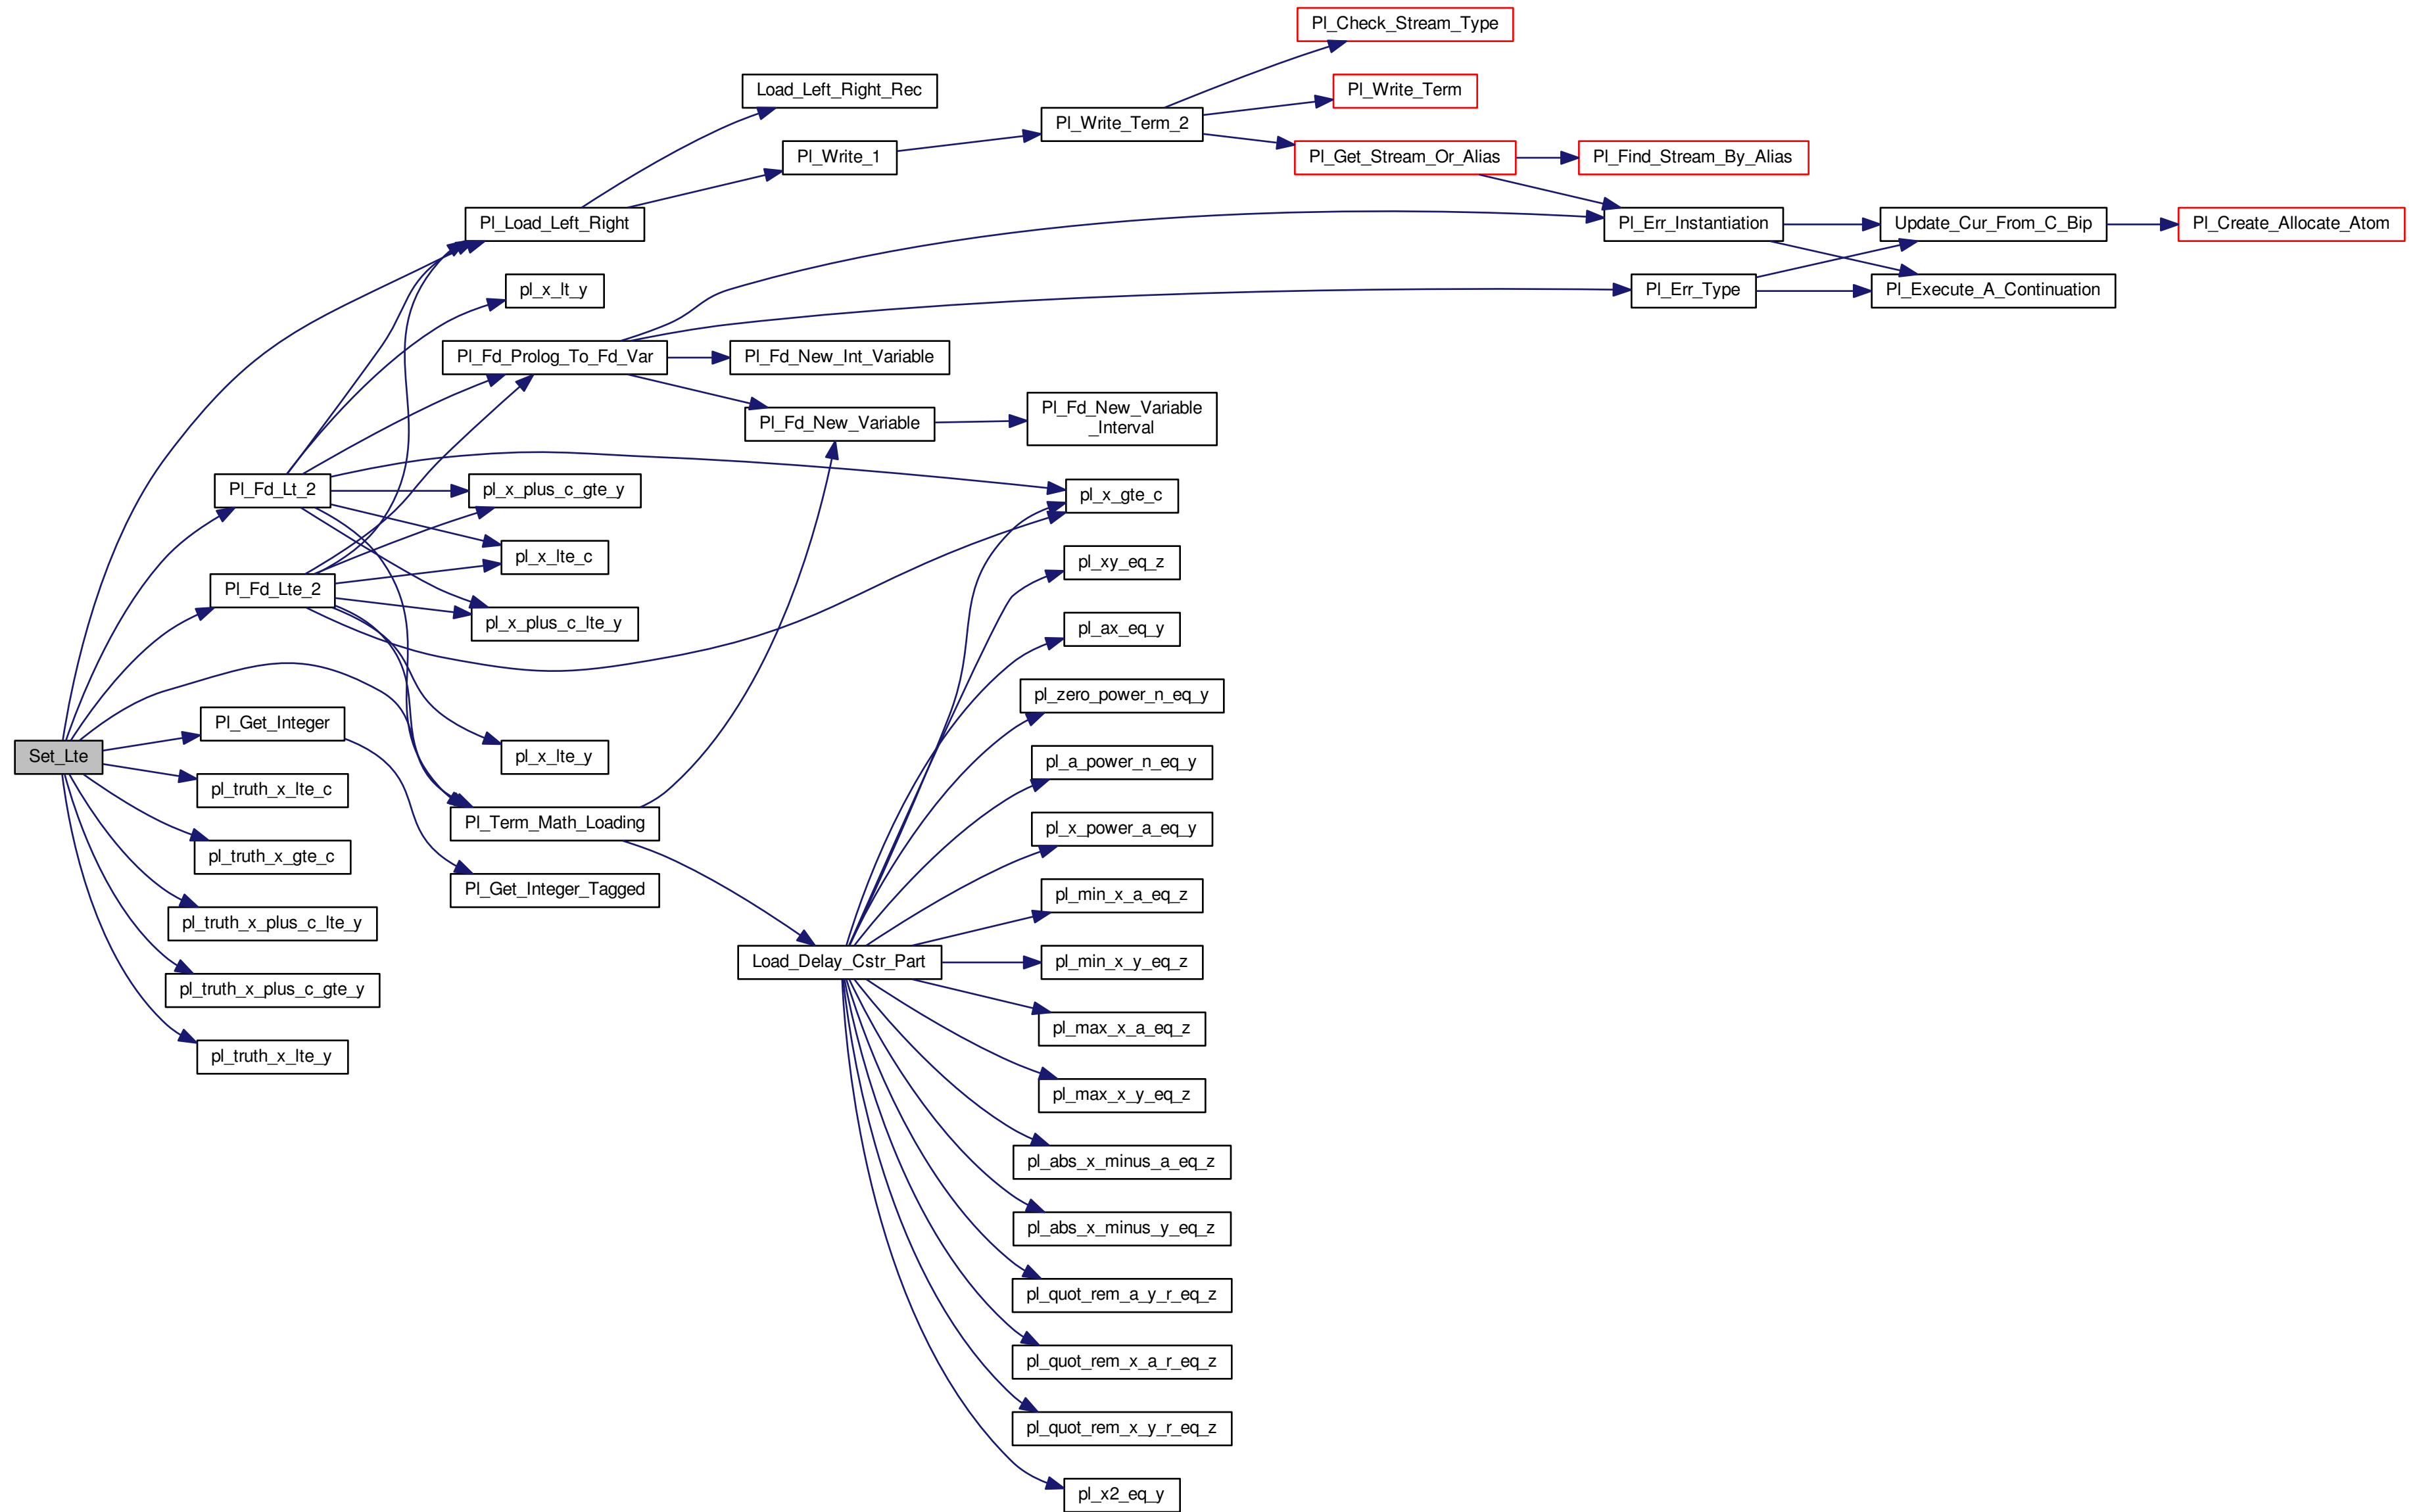 Pl_Check_Stream_Type
Load_Left_Right_Rec
Pl_Write_Term
Pl_Write_Term_2
Pl_Write_1
Pl_Get_Stream_Or_Alias
Pl_Find_Stream_By_Alias
Pl_Load_Left_Right
Pl_Err_Instantiation
Update_Cur_From_C_Bip
Pl_Create_Allocate_Atom
pl_x_lt_y
Pl_Err_Type
Pl_Execute_A_Continuation
Pl_Fd_Prolog_To_Fd_Var
Pl_Fd_New_Int_Variable
Pl_Fd_New_Variable
Pl_Fd_New_Variable
_Interval
Pl_Fd_Lt_2
pl_x_plus_c_gte_y
pl_x_gte_c
pl_x_lte_c
pl_xy_eq_z
Pl_Fd_Lte_2
pl_x_plus_c_lte_y
pl_ax_eq_y
pl_zero_power_n_eq_y
Pl_Get_Integer
Set_Lte
pl_x_lte_y
pl_a_power_n_eq_y
pl_truth_x_lte_c
Pl_Term_Math_Loading
pl_x_power_a_eq_y
pl_truth_x_gte_c
Pl_Get_Integer_Tagged
pl_min_x_a_eq_z
pl_truth_x_plus_c_lte_y
Load_Delay_Cstr_Part
pl_min_x_y_eq_z
pl_truth_x_plus_c_gte_y
pl_max_x_a_eq_z
pl_truth_x_lte_y
pl_max_x_y_eq_z
pl_abs_x_minus_a_eq_z
pl_abs_x_minus_y_eq_z
pl_quot_rem_a_y_r_eq_z
pl_quot_rem_x_a_r_eq_z
pl_quot_rem_x_y_r_eq_z
pl_x2_eq_y